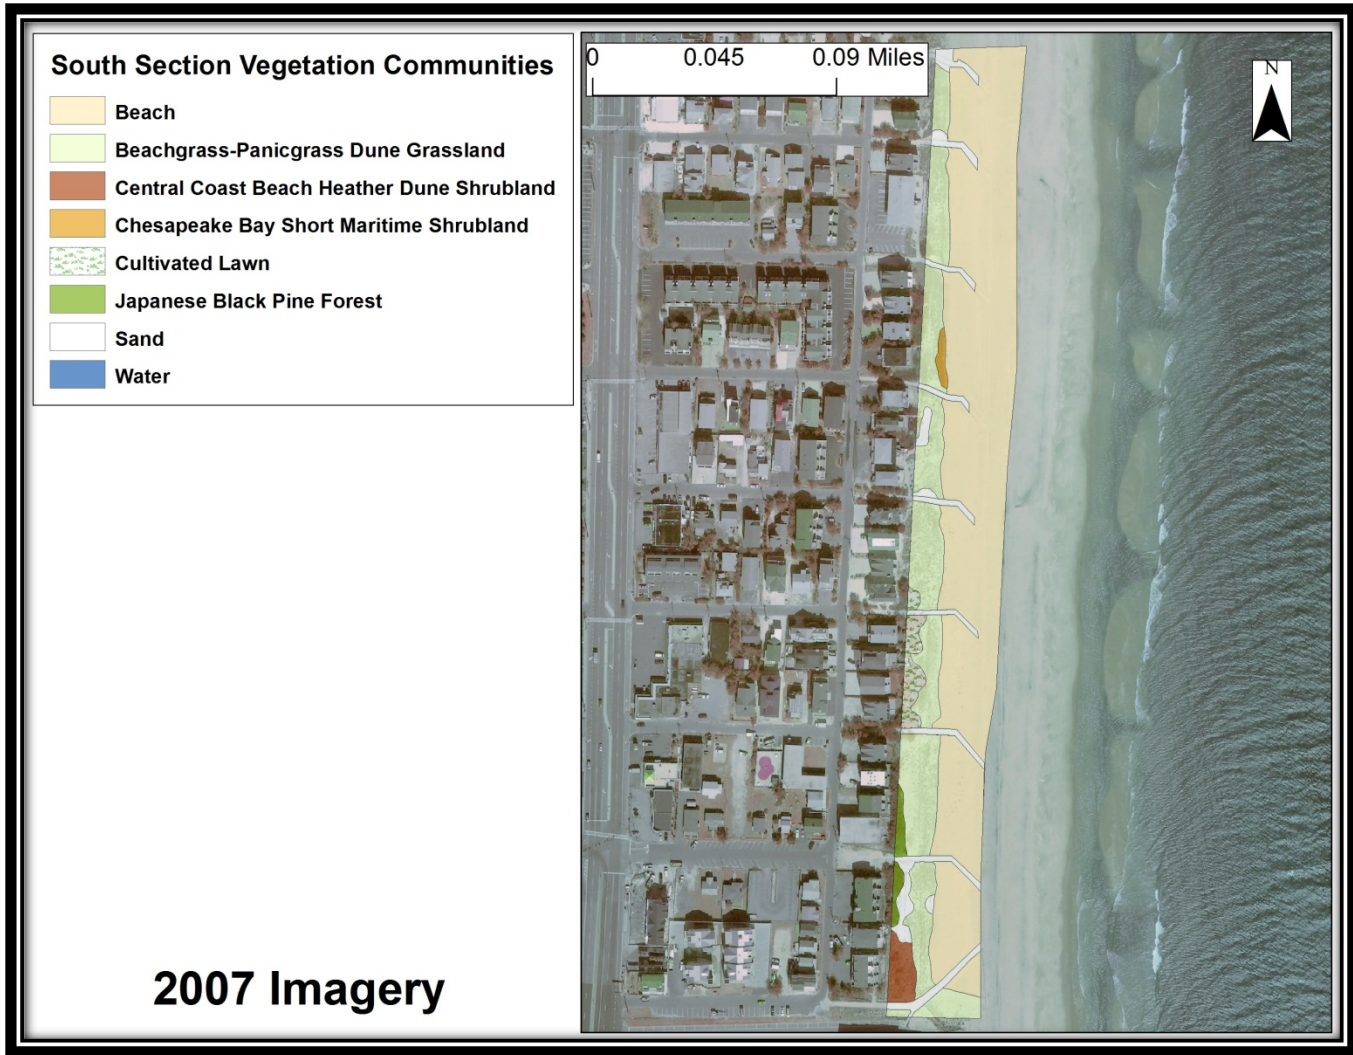 South Section Vegetation Communities
Beach
Beachgrass-Panicgrass Dune Grassland
Central Coast Beach Heather Dune Shrubland
Chesapeake Bay Short Maritime Shrubland
Cultivated Lawn
Japanese Black Pine Forest
Sand
Water
0 0.045 0.09 Miles
N
2007 Imagery